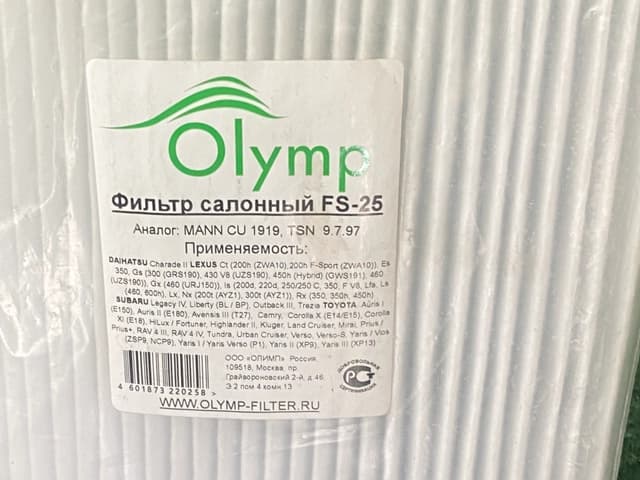 Olymp
Фильтр салонный FS-25
Аналог: MANN CU 1919, TSN 9.7.97
Применяемость:
DAIHATSU Charade II LEXUS Ct (200h (ZWA10),200h F-Sport (ZWA10)), Es
350, Gs (300 (GRS190), 430 V8 (UZS190), 450h (Hybrid) (GWS191), 460
(UZS190)), Gx (460 (URJ150)), Is (200d, 220d, 250/250 C, 350, F V8, Lfa, Ls
(460, 600h), Lx, Nx (200t (AYZ1), 300t (AYZ1)), Rx (350, 350h, 450h)
SUBARU Legacy IV, Liberty (BL / BP), Outback III, Trezia TOYOTA Auris I
(E150), Auris II (E180), Avensis III (T27), Camry, Corolla X (E14/E15), Corolla
XI (E18), HiLux / Fortuner, Highlander II, Kluger, Land Cruiser, Mirai, Prius /
Prius+, RAV 4 III, RAV 4 IV, Tundra, Urban Cruiser, Verso, Verso-S, Yaris / Vios
(ZSP9, NCP9), Yaris I / Yaris Verso (P1), Yaris II (XP9), Yaris III (XP13)
ООО «ОЛИМП» Россия,
109518, Москва, пр.
Грайвороновский 2-й, д.46,
Э 2 пом 4 комн 13
4 601873 220258 >
ДОБРОВОЛЬНАЯ
РСТ
СЕРТИФИКАЦИЯ
WWW.OLYMP-FILTER.RU